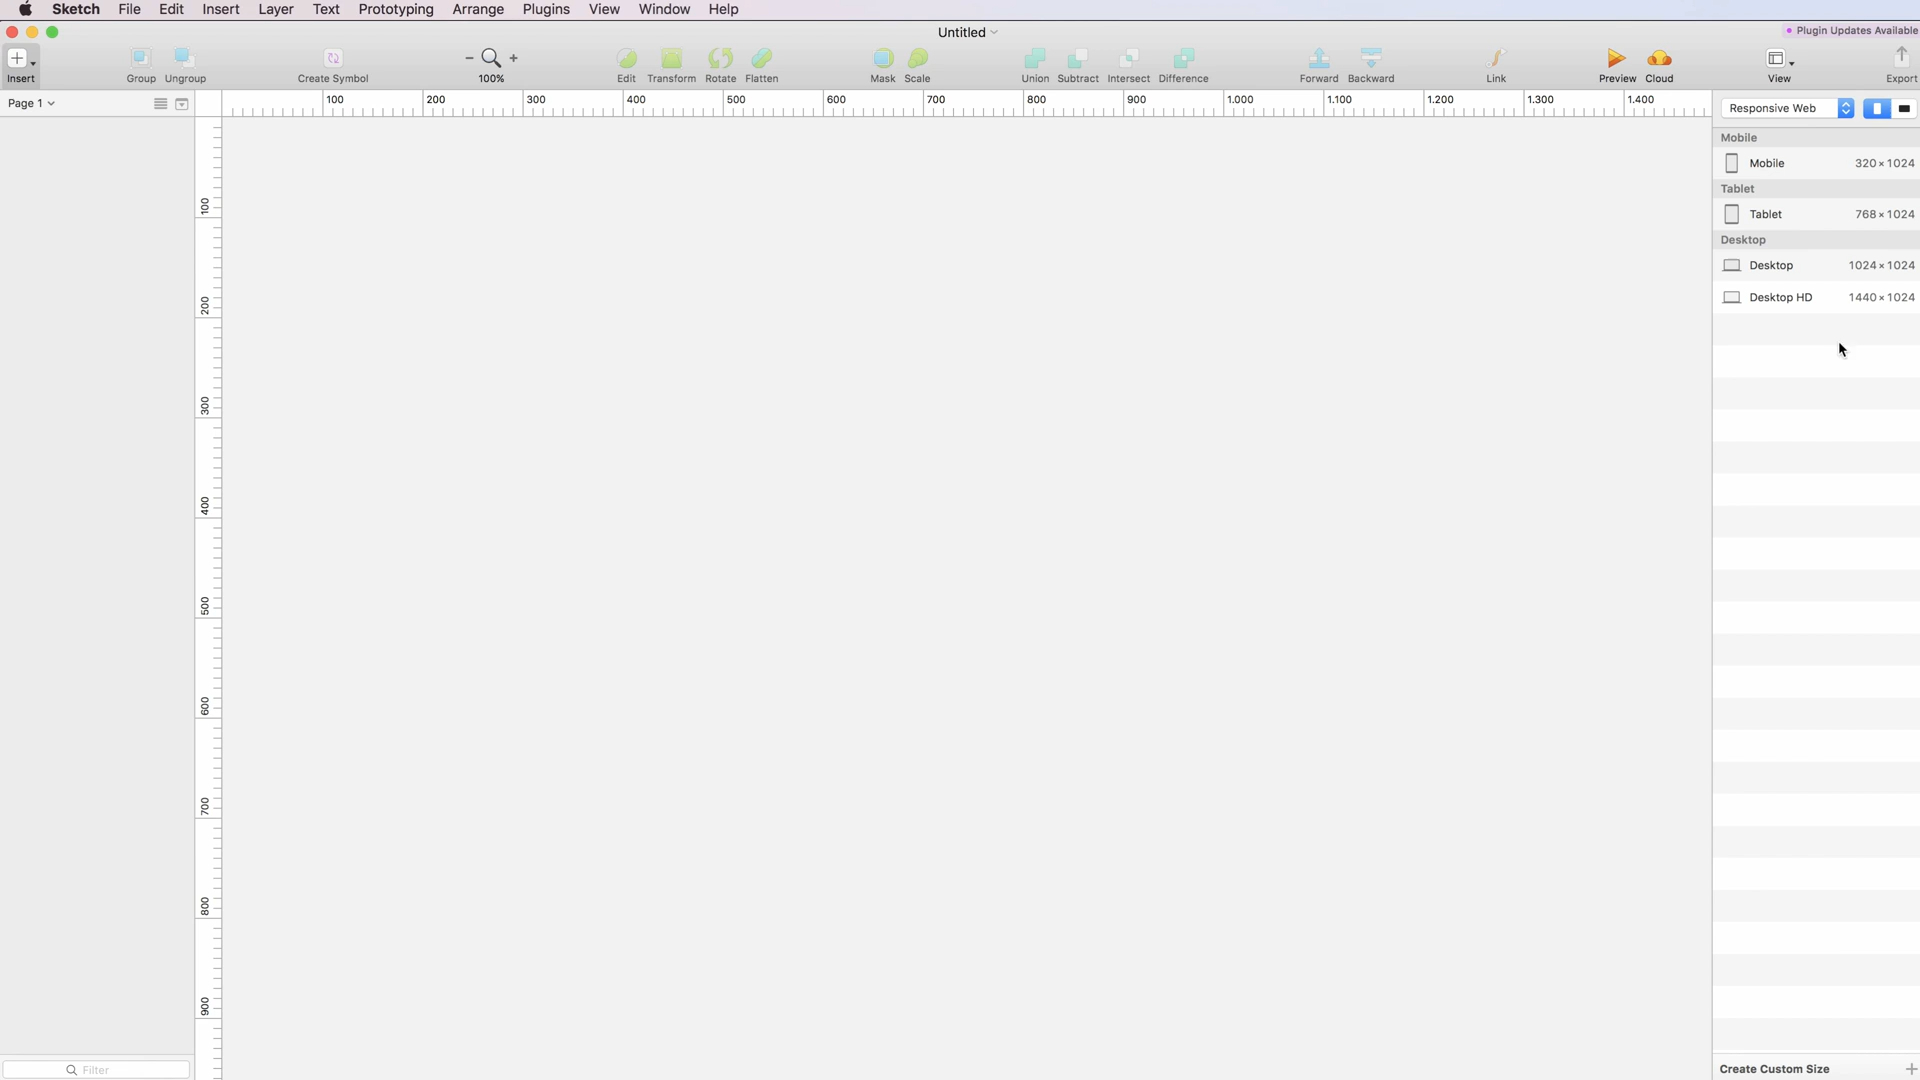 Sketch File Edit Insert Layer Text Prototyping Arrange Plugins View Window Help
Untitled
Plugin Updates Available
Insert Group Ungroup Create Symbol 100% Edit Transform Rotate Flatten Mask Scale Union Subtract Intersect Difference Forward Backward Link Preview Cloud View Export
Page 1
100 200 300 400 500 600 700 800 900 1.000 1.100 1.200 1.300 1.400
Responsive Web
Mobile
Mobile 320×1024
Tablet
Tablet 768×1024
Desktop
Desktop 1024×1024
Desktop HD 1440×1024
100
200
300
400
500
600
700
800
900
Filter
Create Custom Size